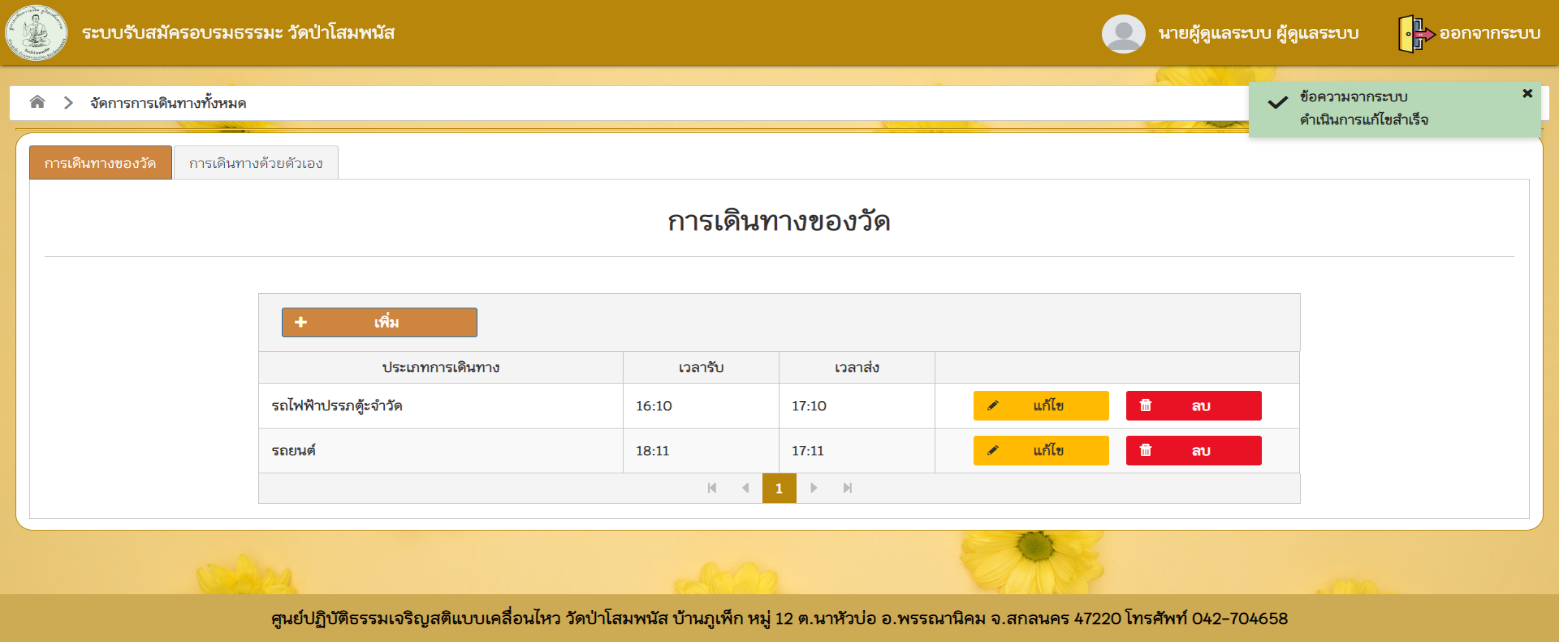 ระบบรับสมัครอบรมธรรมะ วัดป่าโสมพนัส
นายผู้ดูแลระบบ ผู้ดูแลระบบ
ออกจากระบบ
จัดการการเดินทางทั้งหมด
ข้อความจากระบบ
ดำเนินการแก้ไขสำเร็จ
การเดินทางของวัด
การเดินทางด้วยตัวเอง
การเดินทางของวัด
เพิ่ม
ประเภทการเดินทาง เวลารับ เวลาส่ง
รถไฟฟ้าปรรภตู้ะจำวัด 16:10 17:10 แก้ไข ลบ
รถยนต์ 18:11 17:11 แก้ไข ลบ
1
ศูนย์ปฏิบัติธรรมเจริญสติแบบเคลื่อนไหว วัดป่าโสมพนัส บ้านภูเพ็ก หมู่ 12 ต.นาหัวบ่อ อ.พรรณานิคม จ.สกลนคร 47220 โทรศัพท์ 042-704658